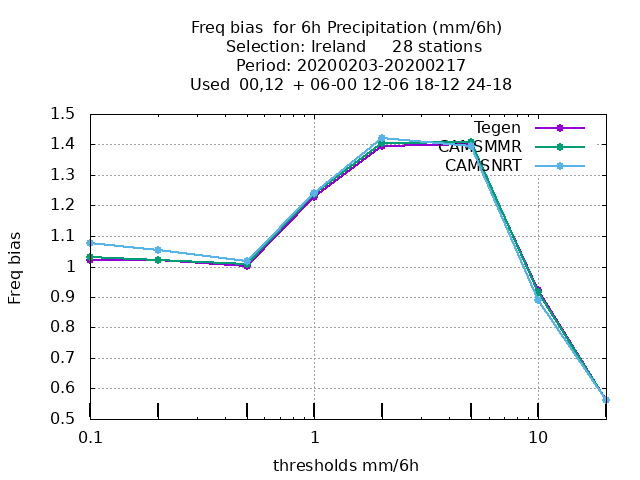 Freq bias  for 6h Precipitation (mm/6h)
Selection: Ireland     28 stations
Period: 20200203-20200217
Used  00,12  + 06-00 12-06 18-12 24-18
1.5
1.4
1.3
1.2
1.1
1
0.9
0.8
0.7
0.6
0.5
Freq bias
Tegen
CAMSMMR
CAMSNRT
0.1
1
10
thresholds mm/6h